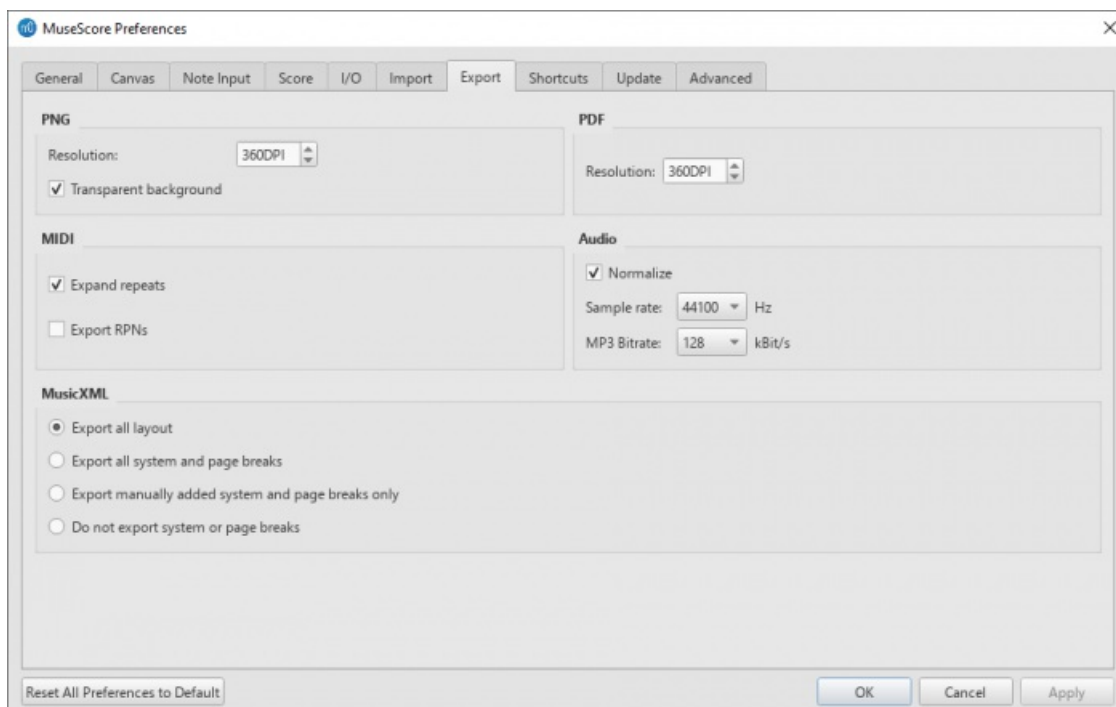 MuseScore Preferences
General Canvas Note Input Score I/O Import Export Shortcuts Update Advanced
PNG
Resolution: 360DPI
Transparent background
PDF
Resolution: 360DPI
MIDI
Expand repeats
Export RPNs
Audio
Normalize
Sample rate: 44100 Hz
MP3 Bitrate: 128 kBit/s
MusicXML
Export all layout
Export all system and page breaks
Export manually added system and page breaks only
Do not export system or page breaks
Reset All Preferences to Default OK Cancel Apply